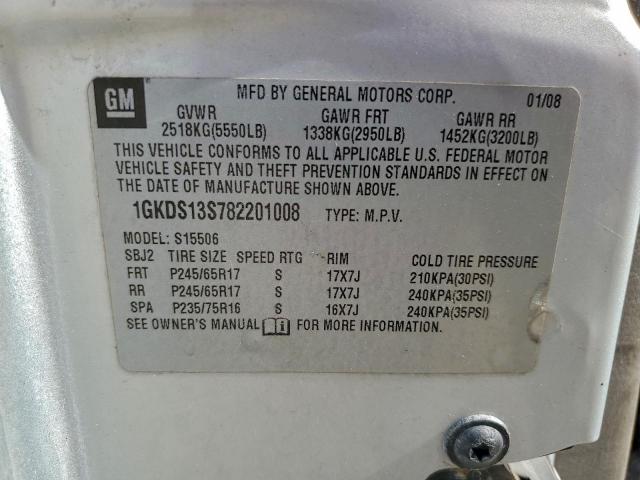 GM
MFD BY GENERAL MOTORS CORP. 01/08
GVWR GAWR FRT GAWR RR
2518KG(5550LB) 1338KG(2950LB) 1452KG(3200LB)
THIS VEHICLE CONFORMS TO ALL APPLICABLE U.S. FEDERAL MOTOR
VEHICLE SAFETY AND THEFT PREVENTION STANDARDS IN EFFECT ON
THE DATE OF MANUFACTURE SHOWN ABOVE.
1GKDS13S782201008 TYPE: M.P.V.
MODEL: S15506
SBJ2 TIRE SIZE SPEED RTG RIM COLD TIRE PRESSURE
FRT P245/65R17 S 17X7J 210KPA(30PSI)
RR P245/65R17 S 17X7J 240KPA(35PSI)
SPA P235/75R16 S 16X7J 240KPA(35PSI)
SEE OWNER'S MANUAL FOR MORE INFORMATION.